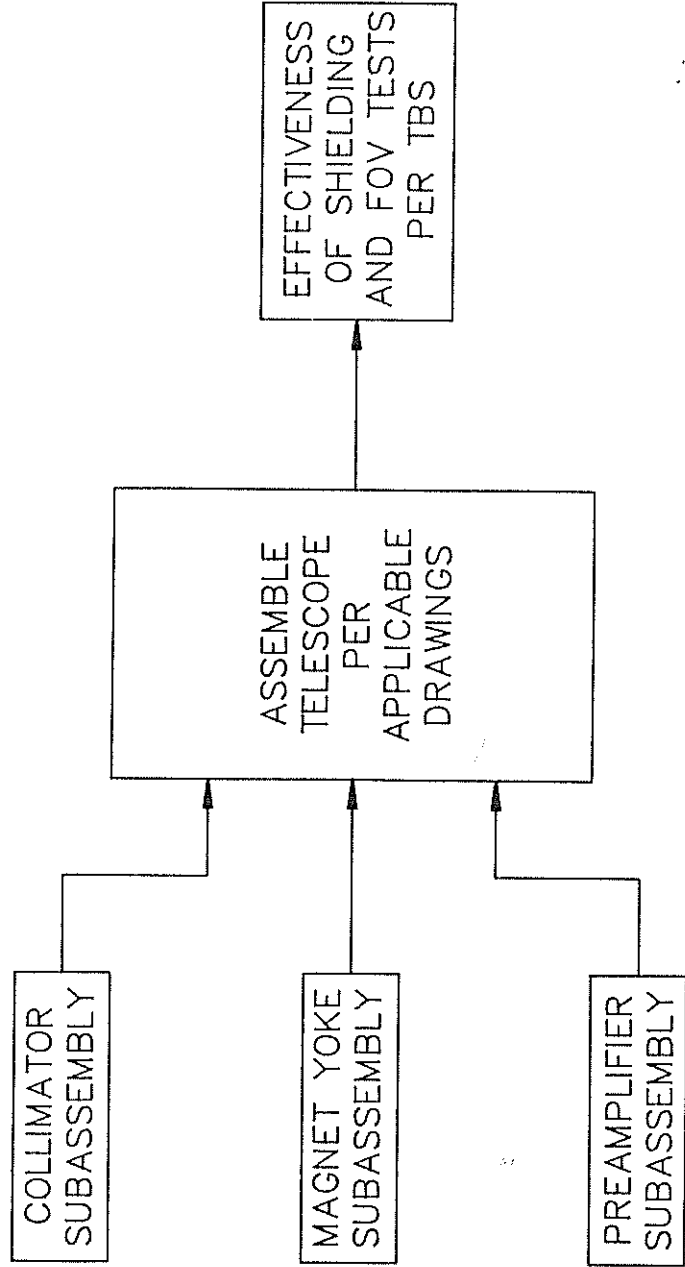 COLLIMATOR
SUBASSEMBLY
MAGNET YOKE
SUBASSEMBLY
PREAMPLIFIER
SUBASSEMBLY
ASSEMBLE
TELESCOPE
PER
APPLICABLE
DRAWINGS
EFFECTIVENESS
OF SHIELDING
AND FOV TESTS
PER TBS